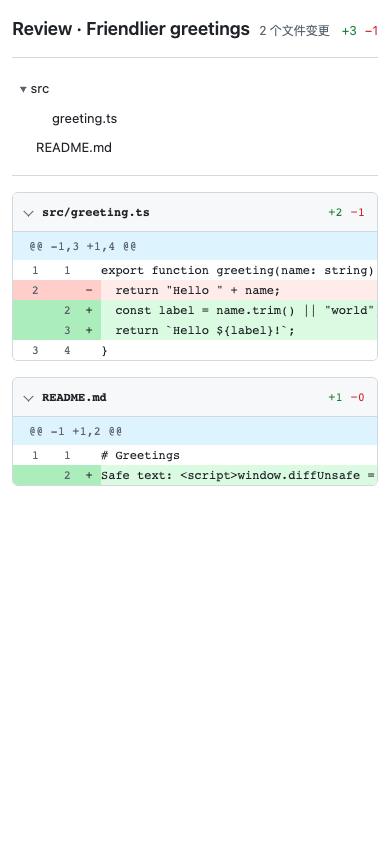 Review · Friendlier greetings 2 个文件变更 +3 −1
▼ src
greeting.ts
README.md
src/greeting.ts +2 −1
@@ −1,3 +1,4 @@
1 1 export function greeting(name: string)
2 − return "Hello " + name;
2 + const label = name.trim() || "world"
3 + return `Hello ${label}!`;
3 4 }
README.md +1 −0
@@ −1 +1,2 @@
1 1 # Greetings
2 + Safe text: <script>window.diffUnsafe =